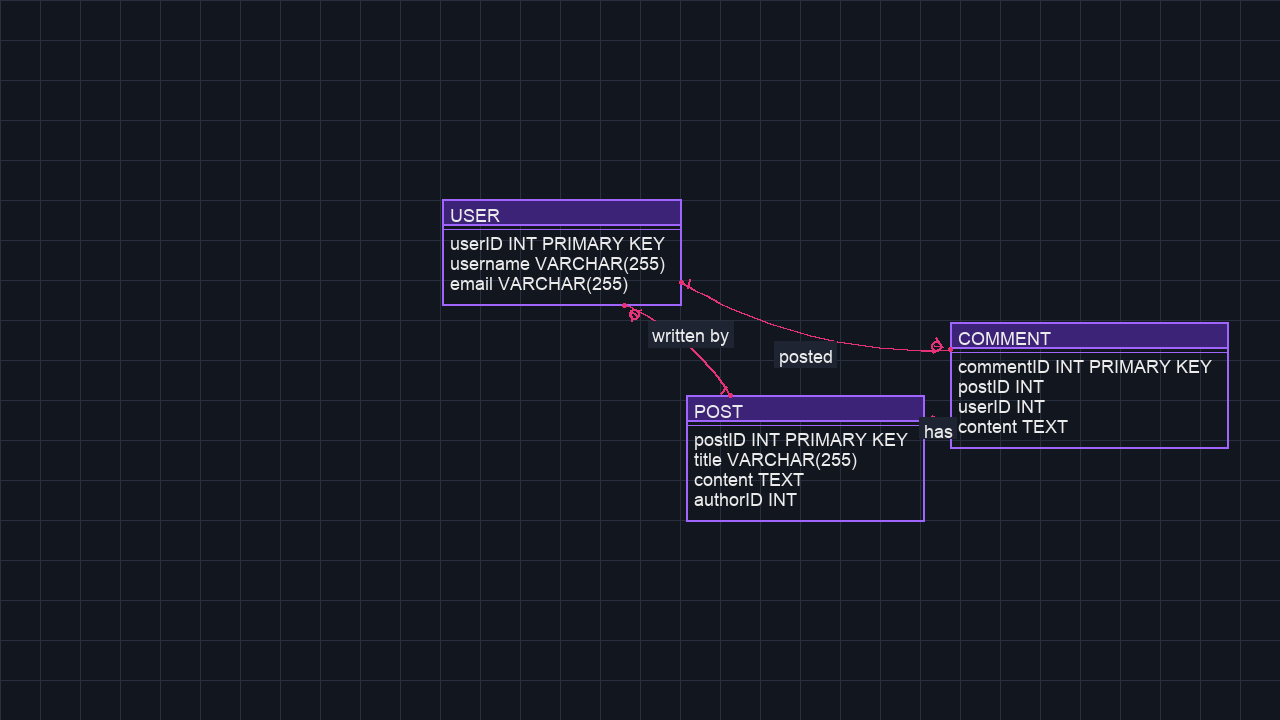 USER
userID INT PRIMARY KEY
username VARCHAR(255)
email VARCHAR(255)
written by
posted
COMMENT
commentID INT PRIMARY KEY
postID INT
userID INT
content TEXT
has
POST
postID INT PRIMARY KEY
title VARCHAR(255)
content TEXT
authorID INT